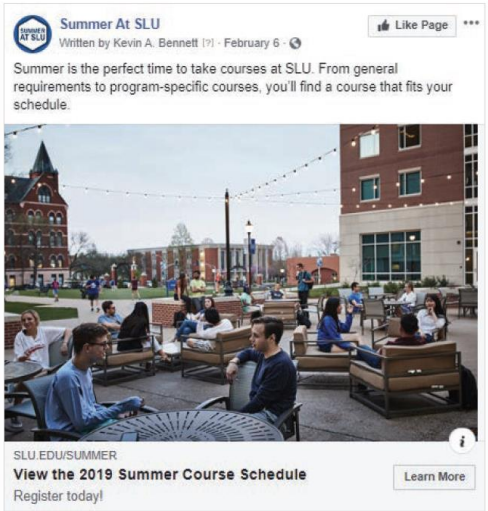 SUMMER
AT SLU
Summer At SLU
Written by Kevin A. Bennett [?] · February 6 ·
Like Page
Summer is the perfect time to take courses at SLU. From general
requirements to program-specific courses, you'll find a course that fits your
schedule.
i
SLU.EDU/SUMMER
View the 2019 Summer Course Schedule
Register today!
Learn More